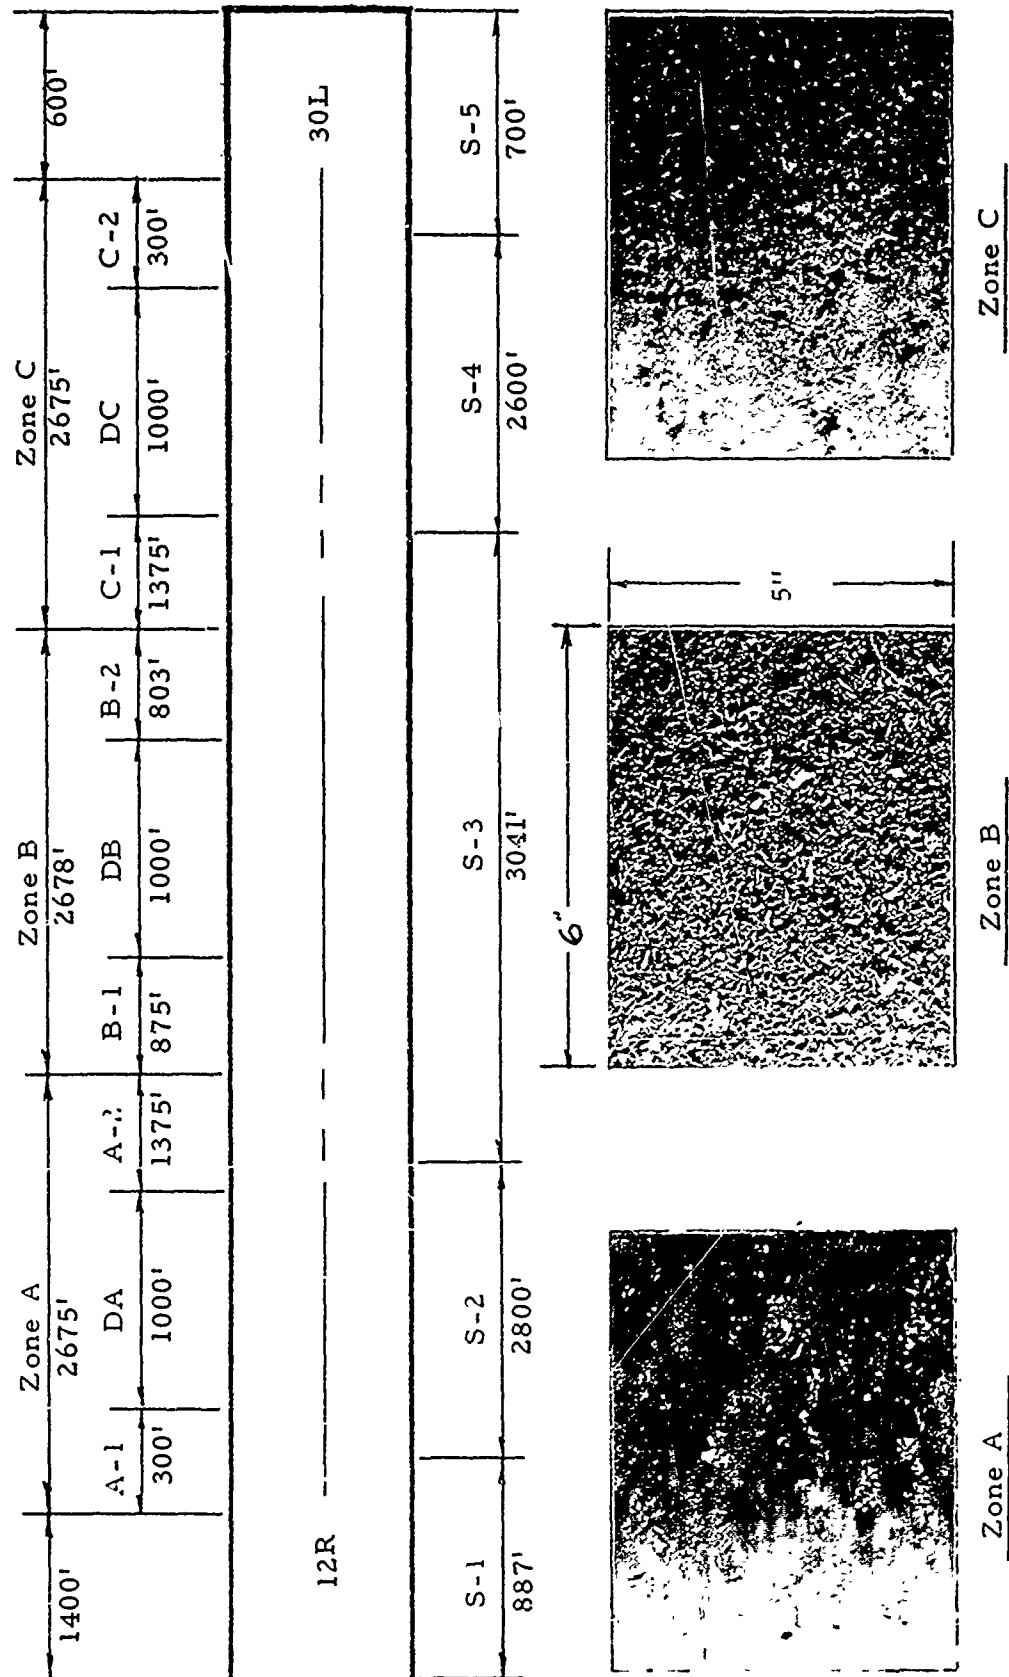 1400'
Zone A
2675'
Zone B
2678'
Zone C
2675'
600'
A-1
300'
DA
1000'
1375'
B-1
875'
DB
1000'
B-2
803'
C-1
1375'
DC
1000'
C-2
300'
12R
30L
S-1
887'
S-2
2800'
S-3
3041'
S-4
2600'
S-5
700'
6"
5"
Zone A
Zone B
Zone C